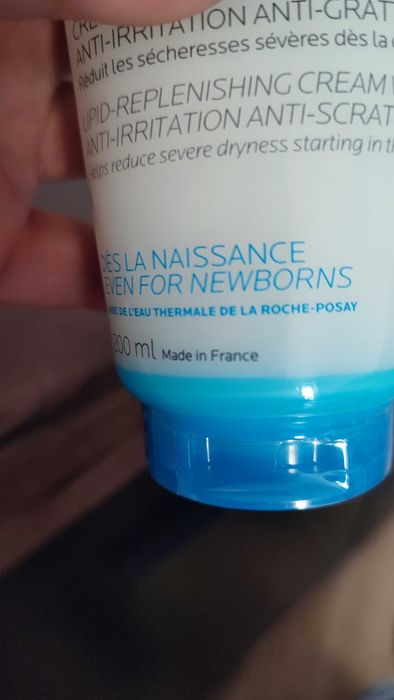 ANTI-IRRITATION ANTI-GRAT
Réduit les sécheresses sévères dès la
LIPID-REPLENISHING CREAM
ANTI-IRRITATION ANTI-SCRAT
Helps reduce severe dryness starting in
DÈS LA NAISSANCE
EVEN FOR NEWBORNS
AVEC DE L'EAU THERMALE DE LA ROCHE-POSAY
200 ml Made in France